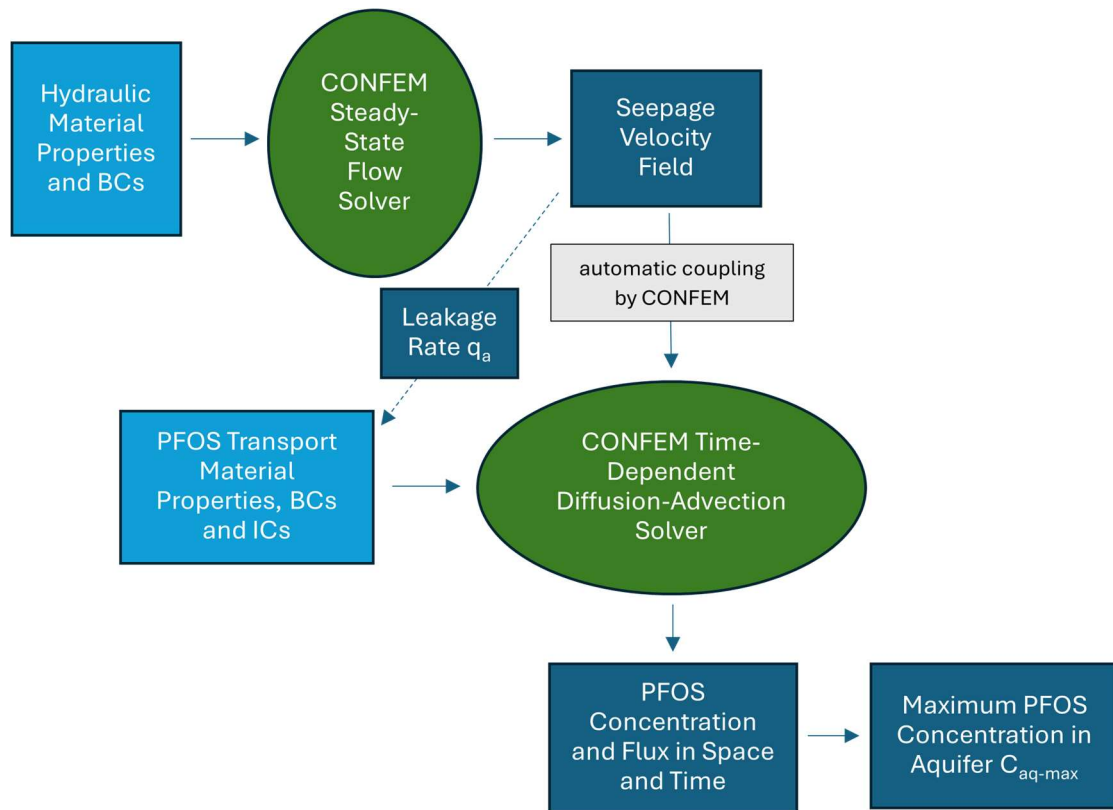 Hydraulic
Material
Properties
and BCs
CONFEM
Steady-
State
Flow
Solver
Seepage
Velocity
Field
automatic coupling
by CONFEM
Leakage
Rate qₐ
PFOS Transport
Material
Properties, BCs
and ICs
CONFEM Time-
Dependent
Diffusion-Advection
Solver
PFOS
Concentration
and Flux in Space
and Time
Maximum PFOS
Concentration in
Aquifer Caq-max